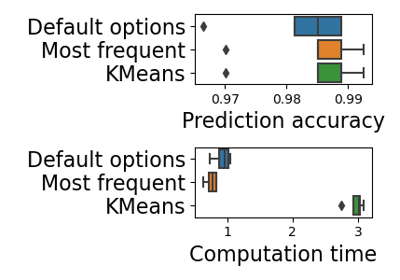 Default options
Most frequent
KMeans
0.97 0.98 0.99
Prediction accuracy
Default options
Most frequent
KMeans
1 2 3
Computation time